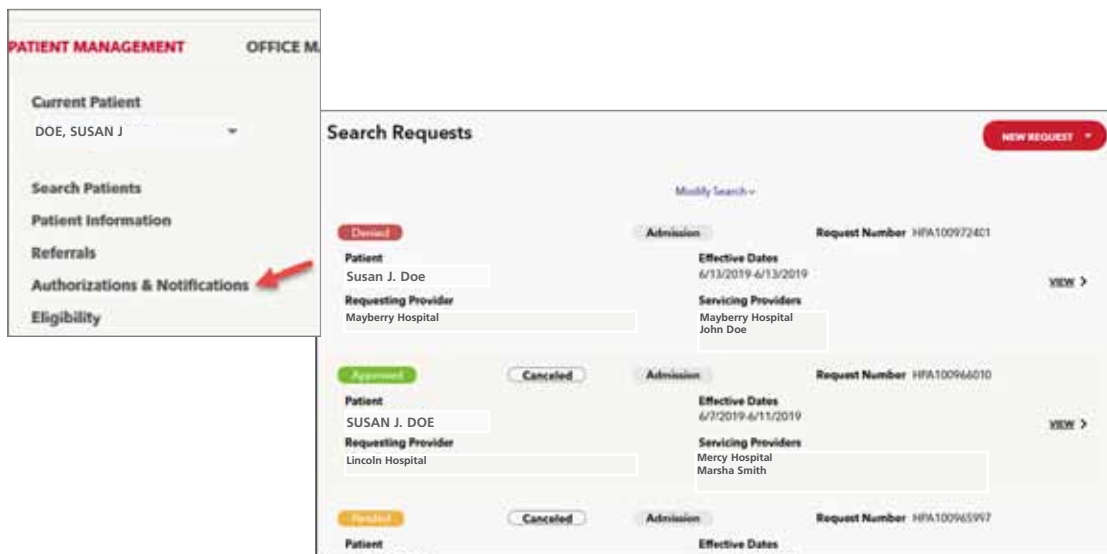 PATIENT MANAGEMENT OFFICE M
Current Patient
DOE, SUSAN J
Search Patients
Patient Information
Referrals
Authorizations & Notifications
Eligibility
Search Requests
NEW REQUEST
Modify Search
Denied Admission Request Number HPA100972401
Patient Effective Dates
Susan J. Doe 6/13/2019-6/13/2019
VIEW >
Requesting Provider Servicing Providers
Mayberry Hospital Mayberry Hospital
John Doe
Approved Canceled Admission Request Number HPA100966010
Patient Effective Dates
SUSAN J. DOE 6/7/2019-6/11/2019
VIEW >
Requesting Provider Servicing Providers
Lincoln Hospital Mercy Hospital
Marsha Smith
Pended Canceled Admission Request Number HPA100965997
Patient Effective Dates